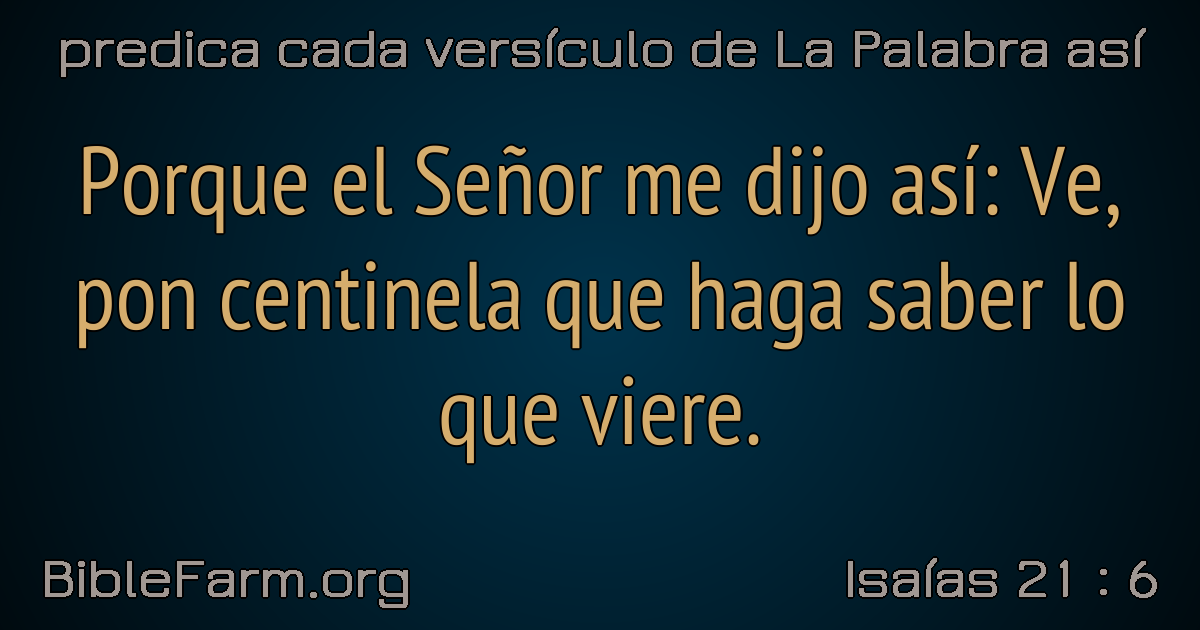 predica cada versículo de La Palabra así
Porque el Señor me dijo así: Ve,
pon centinela que haga saber lo
que viere.
BibleFarm.org
Isaías 21 : 6